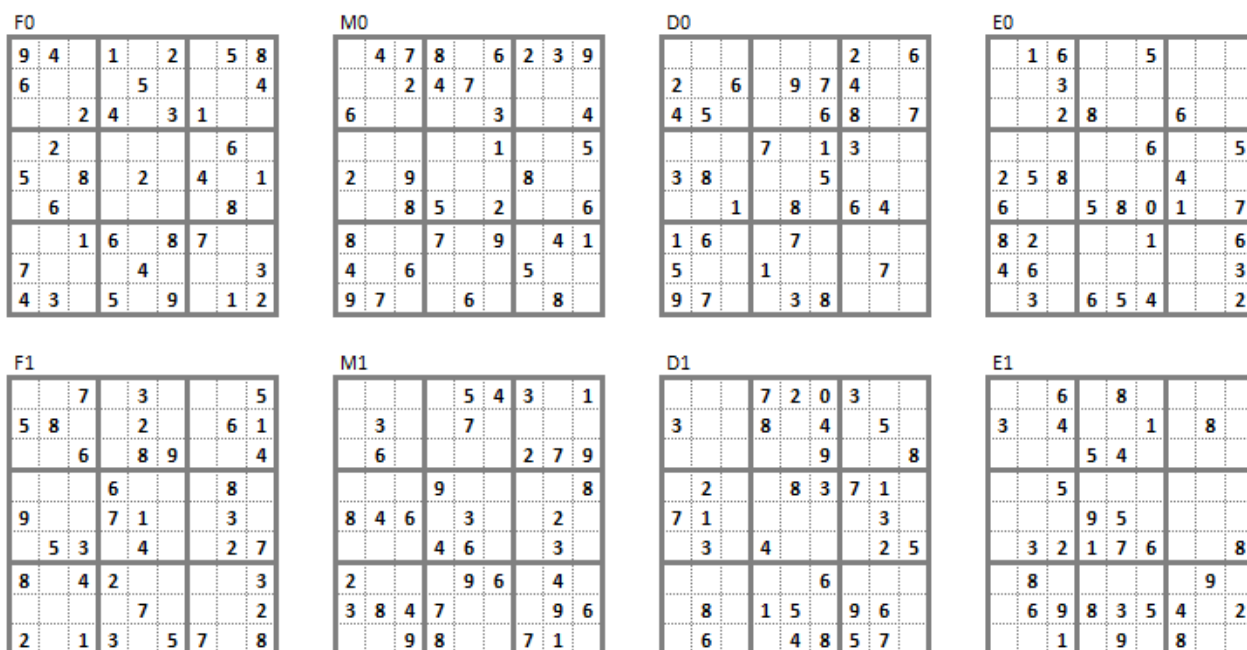 F0 M0 D0 E0
9 4 1 2 5 8 4 7 8 6 2 3 9 2 6 1 6 5
6 5 4 2 4 7 2 6 9 7 4 3
2 4 3 1 6 3 4 4 5 6 8 7 2 8 6
2 6 1 5 7 1 3 6 5
5 8 2 4 1 2 9 8 3 8 5 2 5 8 4
6 8 8 5 2 6 1 8 6 4 6 5 8 0 1 7
1 6 8 7 8 7 9 4 1 1 6 7 8 2 1 6
7 4 3 4 6 5 5 1 7 4 6 3
4 3 5 9 1 2 9 7 6 8 9 7 3 8 3 6 5 4 2
F1 M1 D1 E1
7 3 5 5 4 3 1 7 2 0 3 6 8
5 8 2 6 1 3 7 3 8 4 5 3 4 1 8
6 8 9 4 6 2 7 9 9 8 5 4
6 8 9 8 2 8 3 7 1 5
9 7 1 3 8 4 6 3 2 7 1 3 9 5
5 3 4 2 7 4 6 3 3 4 2 5 3 2 1 7 6 8
8 4 2 3 2 9 6 4 6 8 9
7 2 3 8 4 7 9 6 8 1 5 9 6 6 9 8 3 5 4 2
2 1 3 5 7 8 9 8 7 1 6 4 8 5 7 1 9 8